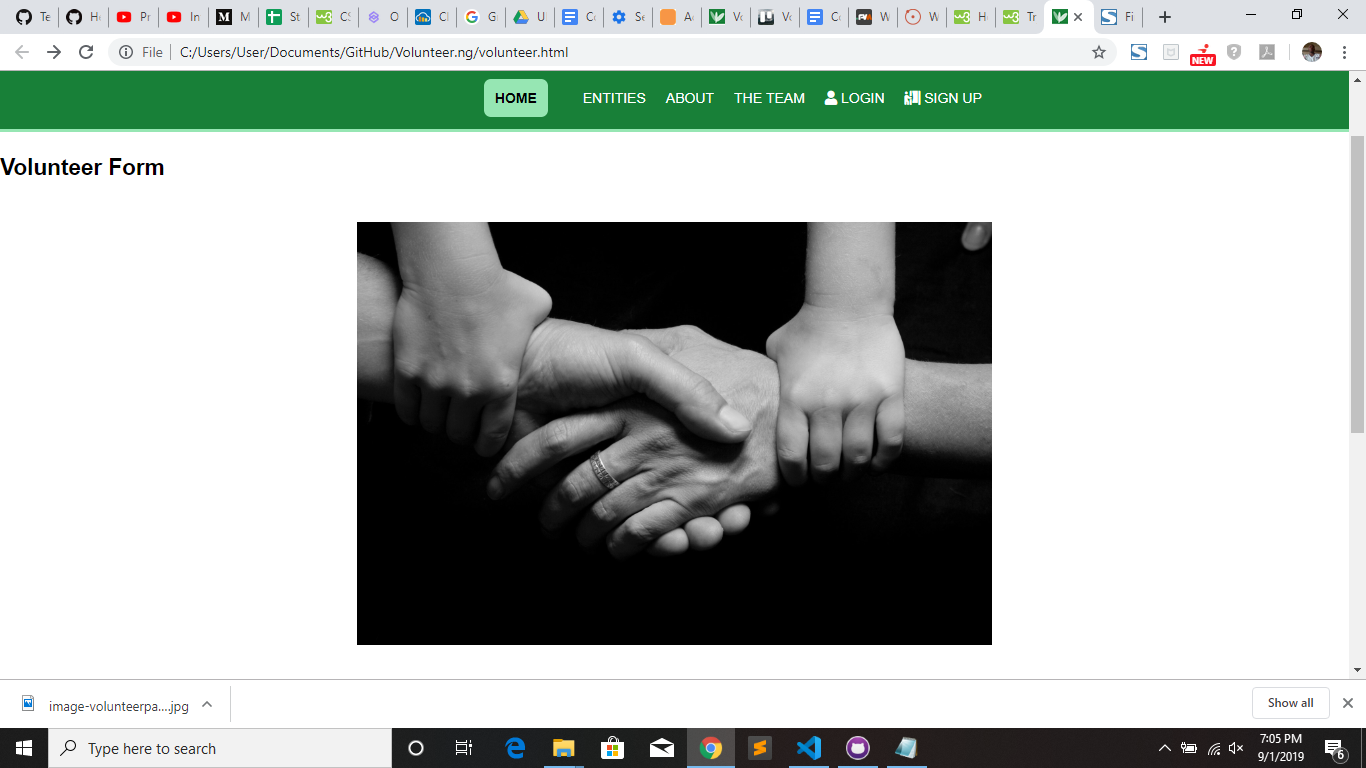 Te
H
Pr
In
M
St
CS
O
Cl
G
U
Co
Se
Ac
Vo
Vo
Co
W
W
H
Tr
Fi
File
C:/Users/User/Documents/GitHub/Volunteer.ng/volunteer.html
NEW
HOME ENTITIES ABOUT THE TEAM LOGIN SIGN UP
Volunteer Form
image-volunteerpa....jpg
Show all
Type here to search
7:05 PM
9/1/2019
6